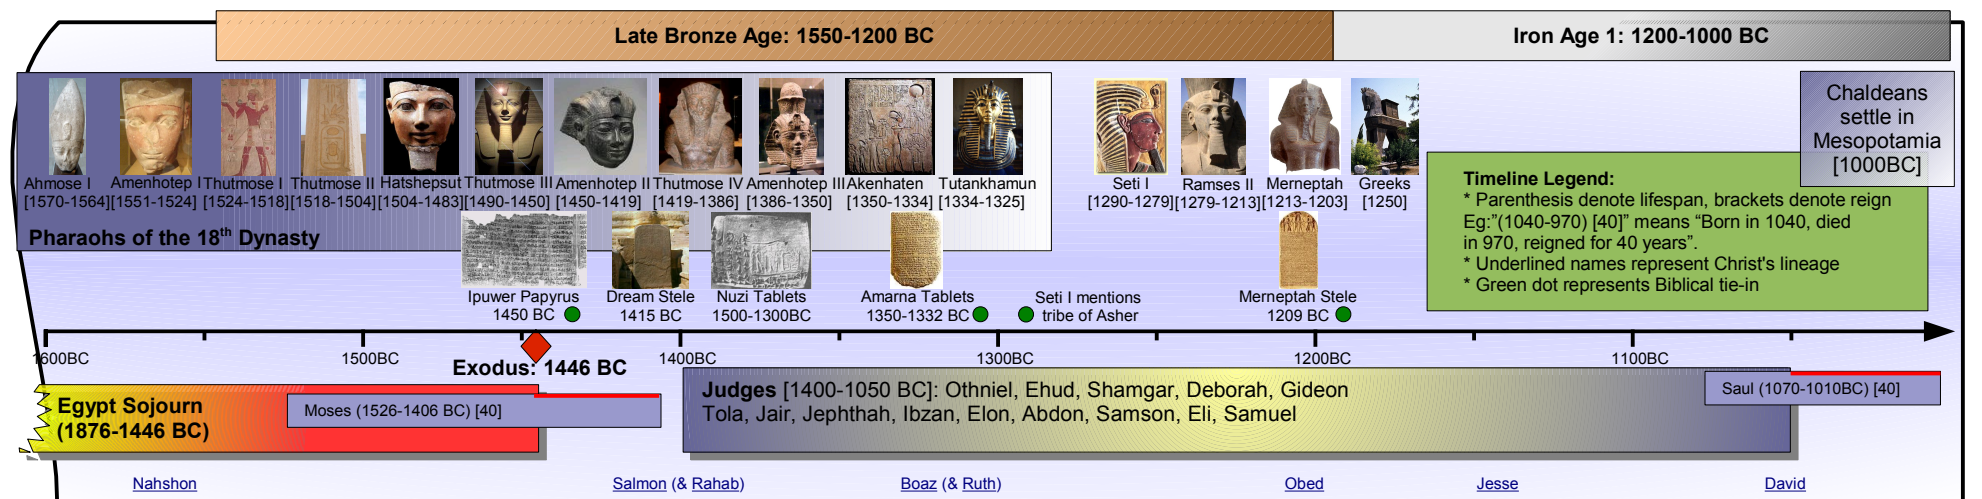 Late Bronze Age: 1550-1200 BC
Iron Age 1: 1200-1000 BC
Ahmose I
[1570-1564]
Amenhotep I
[1551-1524]
Thutmose I
[1524-1518]
Thutmose II
[1518-1504]
Hatshepsut
[1504-1483]
Thutmose III
[1490-1450]
Amenhotep II
[1450-1419]
Thutmose IV
[1419-1386]
Amenhotep III
[1386-1350]
Akenhaten
[1350-1334]
Tutankhamun
[1334-1325]
Seti I
[1290-1279]
Ramses II
[1279-1213]
Merneptah
[1213-1203]
Greeks
[1250]
Chaldeans
settle in
Mesopotamia
[1000BC]
Pharaohs of the 18th Dynasty
Timeline Legend:
* Parenthesis denote lifespan, brackets denote reign
Eg:"(1040-970) [40]" means “Born in 1040, died
in 970, reigned for 40 years”.
* Underlined names represent Christ's lineage
* Green dot represents Biblical tie-in
Ipuwer Papyrus
1450 BC
Dream Stele
1415 BC
Nuzi Tablets
1500-1300BC
Amarna Tablets
1350-1332 BC
Seti I mentions
tribe of Asher
Merneptah Stele
1209 BC
1600BC
1500BC
1400BC
1300BC
1200BC
1100BC
Exodus: 1446 BC
Egypt Sojourn
(1876-1446 BC)
Moses (1526-1406 BC) [40]
Judges [1400-1050 BC]: Othniel, Ehud, Shamgar, Deborah, Gideon
Tola, Jair, Jephthah, Ibzan, Elon, Abdon, Samson, Eli, Samuel
Saul (1070-1010BC) [40]
Nahshon
Salmon (& Rahab)
Boaz (& Ruth)
Obed
Jesse
David